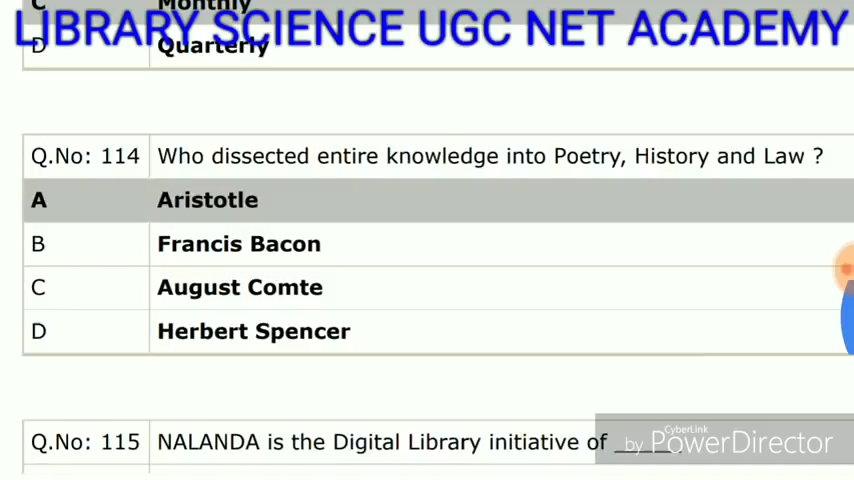 C Monthly
LIBRARY SCIENCE UGC NET ACADEMY
D Quarterly
Q.No: 114 Who dissected entire knowledge into Poetry, History and Law ?
A Aristotle
B Francis Bacon
C August Comte
D Herbert Spencer
Q.No: 115 NALANDA is the Digital Library initiative of ______.
CyberLink
by PowerDirector